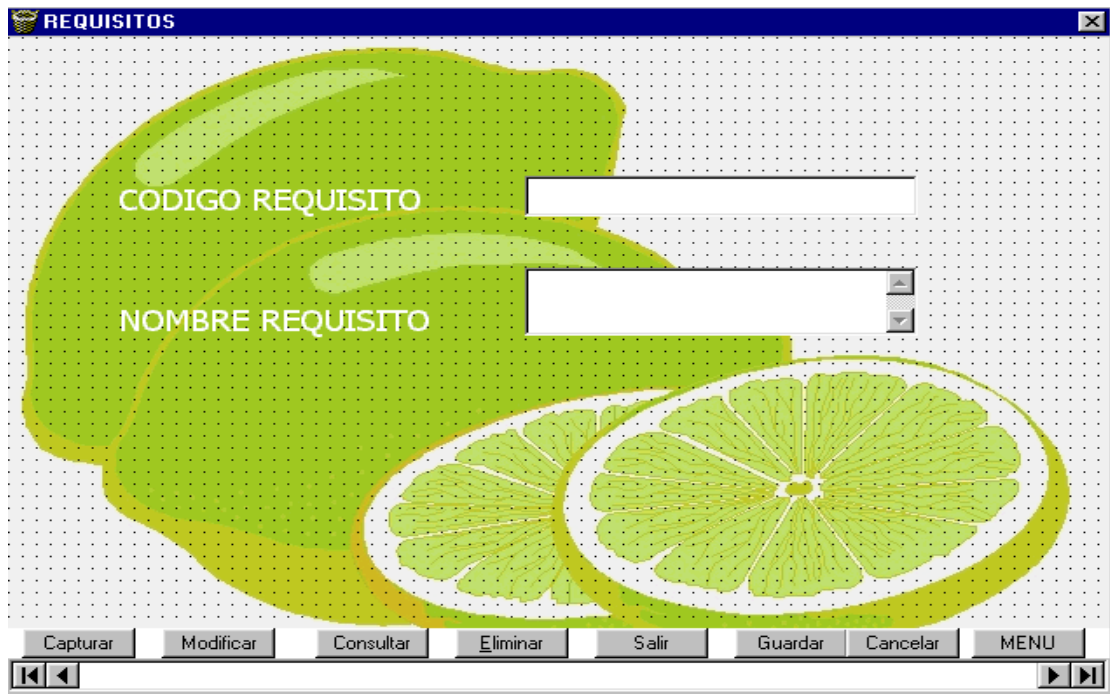 REQUISITOS
CODIGO REQUISITO
NOMBRE REQUISITO
Capturar Modificar Consultar Eliminar Salir Guardar Cancelar MENU